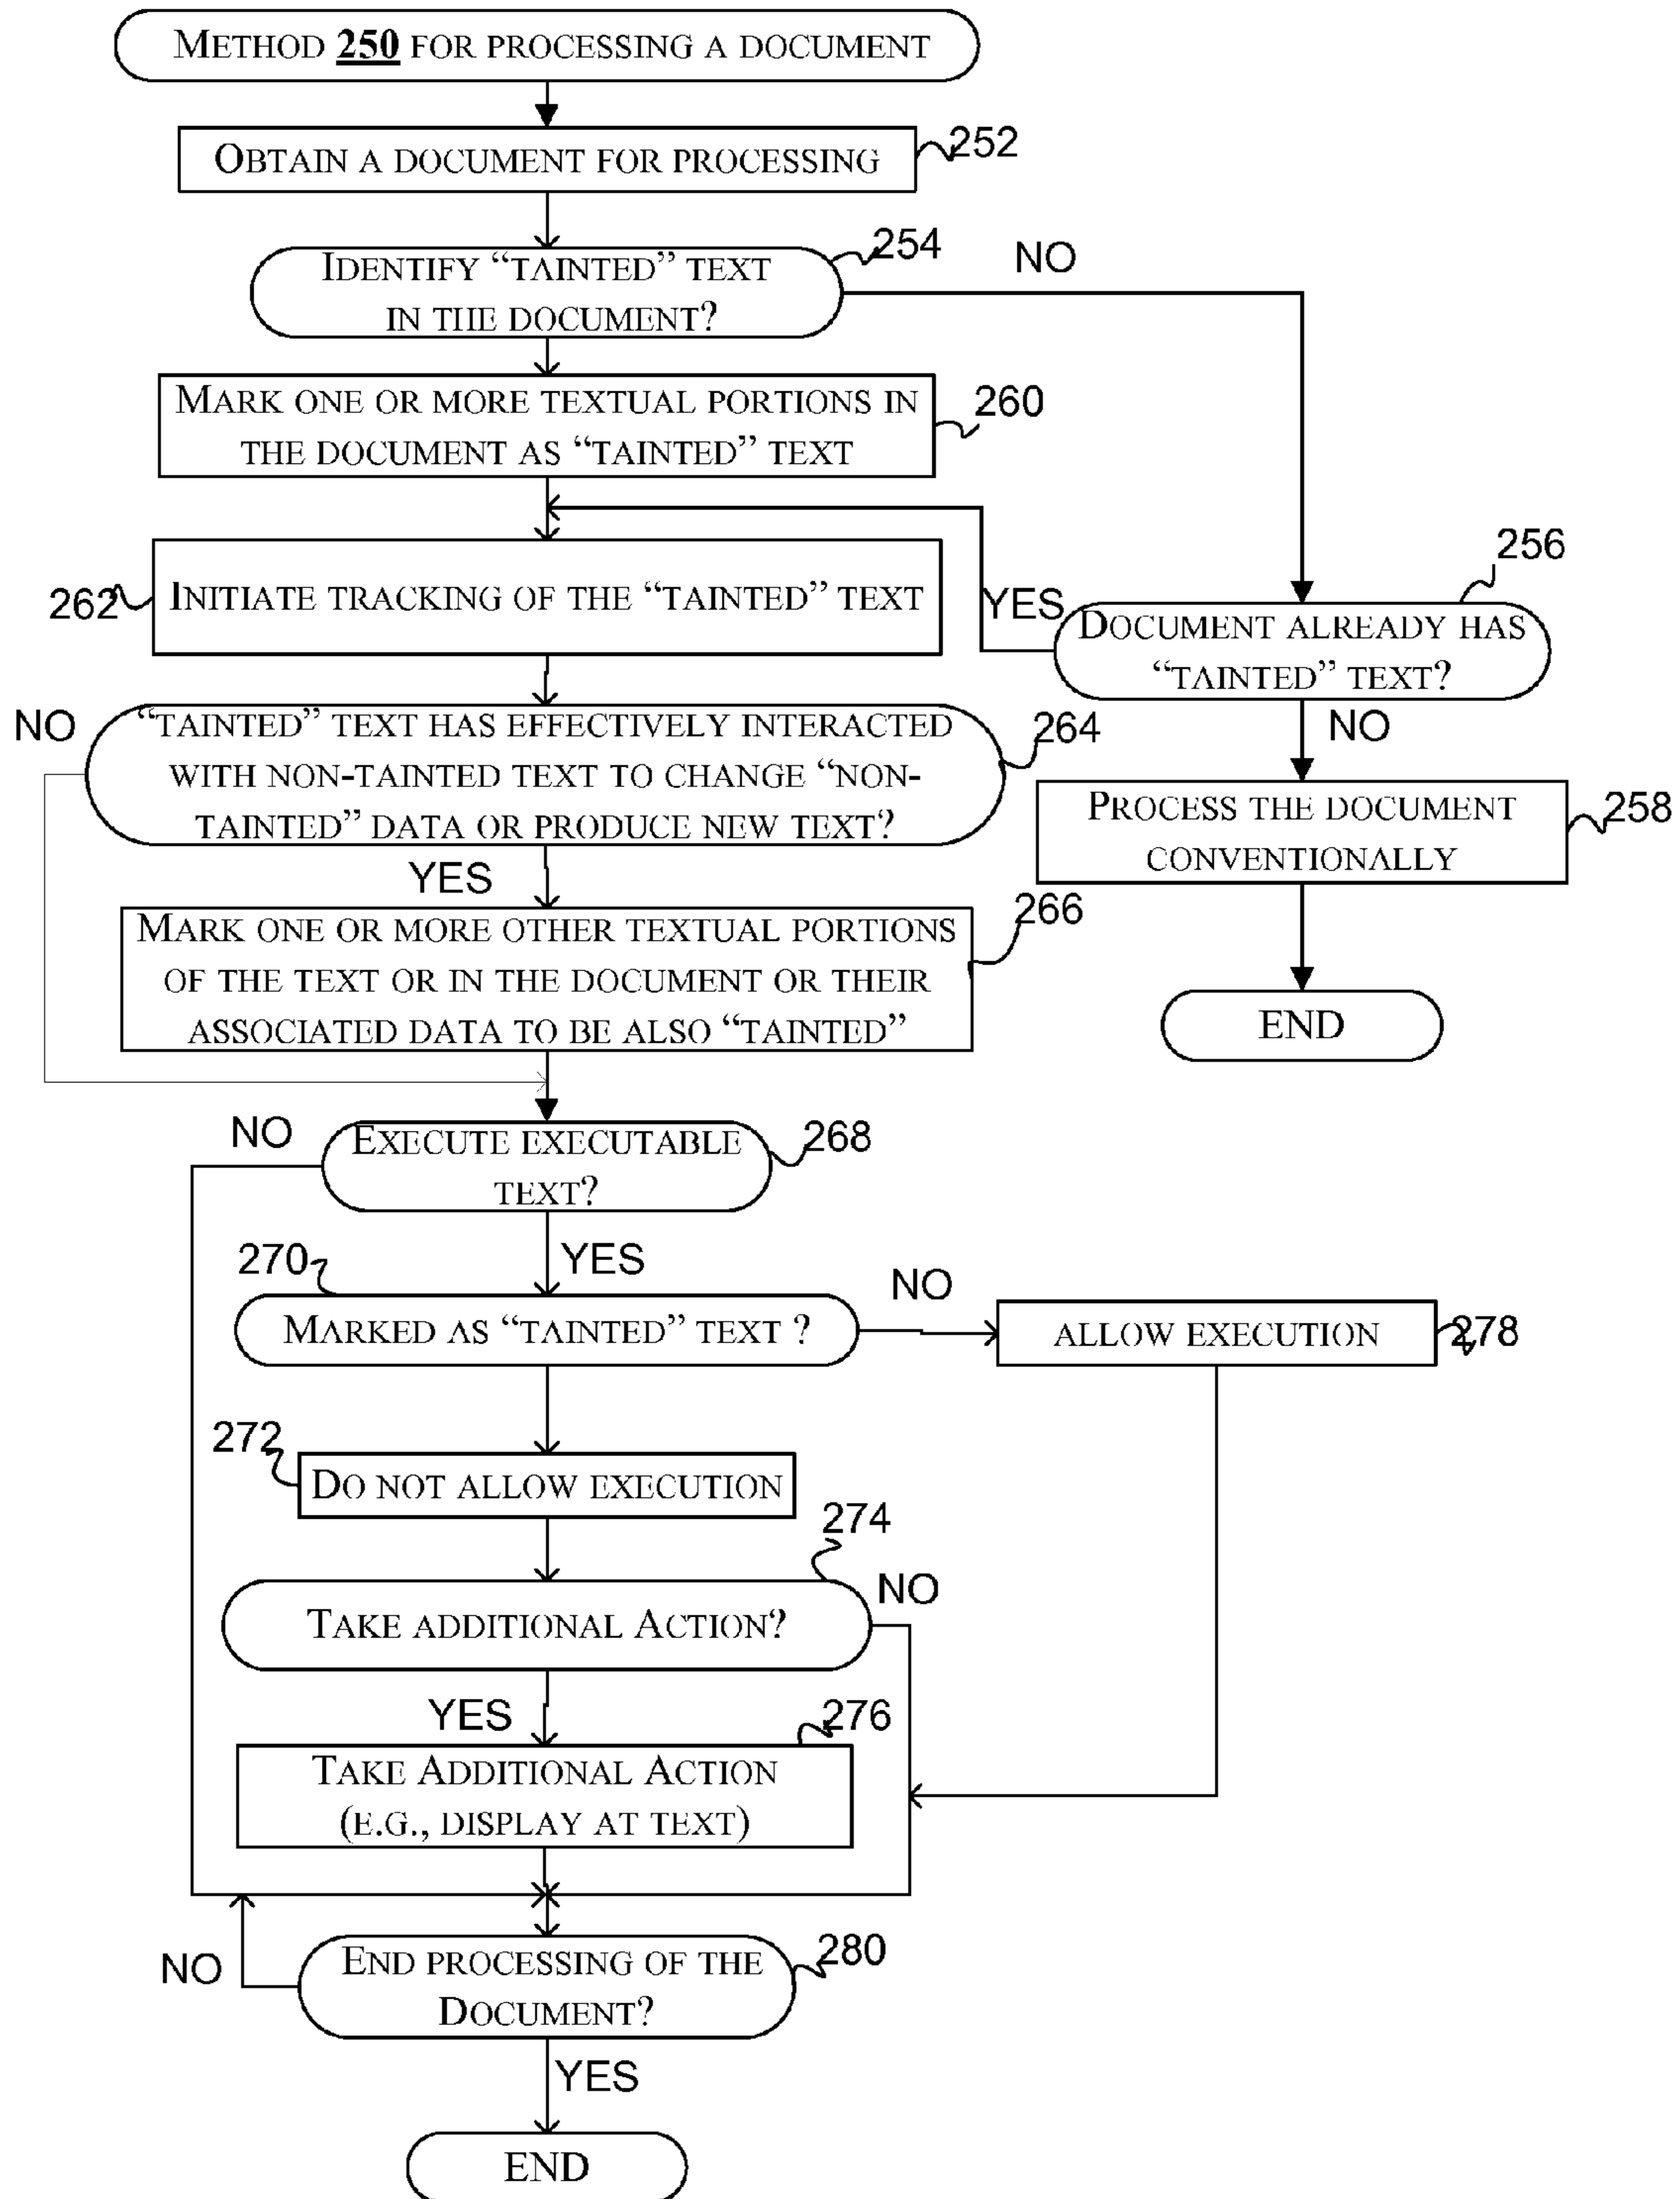 METHOD 250 FOR PROCESSING A DOCUMENT
OBTAIN A DOCUMENT FOR PROCESSING
252
IDENTIFY “TAINTED” TEXT
IN THE DOCUMENT?
254
NO
MARK ONE OR MORE TEXTUAL PORTIONS IN
THE DOCUMENT AS “TAINTED” TEXT
260
256
262
INITIATE TRACKING OF THE “TAINTED” TEXT
YES
DOCUMENT ALREADY HAS
“TAINTED” TEXT?
NO
“TAINTED” TEXT HAS EFFECTIVELY INTERACTED
WITH NON-TAINTED TEXT TO CHANGE “NON-
TAINTED” DATA OR PRODUCE NEW TEXT?
264
NO
PROCESS THE DOCUMENT
CONVENTIONALLY
258
YES
MARK ONE OR MORE OTHER TEXTUAL PORTIONS
OF THE TEXT OR IN THE DOCUMENT OR THEIR
ASSOCIATED DATA TO BE ALSO “TAINTED”
266
END
NO
EXECUTE EXECUTABLE
TEXT?
268
270
YES
NO
MARKED AS “TAINTED” TEXT ?
ALLOW EXECUTION
278
272
DO NOT ALLOW EXECUTION
274
NO
TAKE ADDITIONAL ACTION?
YES
276
TAKE ADDITIONAL ACTION
(E.G., DISPLAY AT TEXT)
NO
END PROCESSING OF THE
DOCUMENT?
280
YES
END